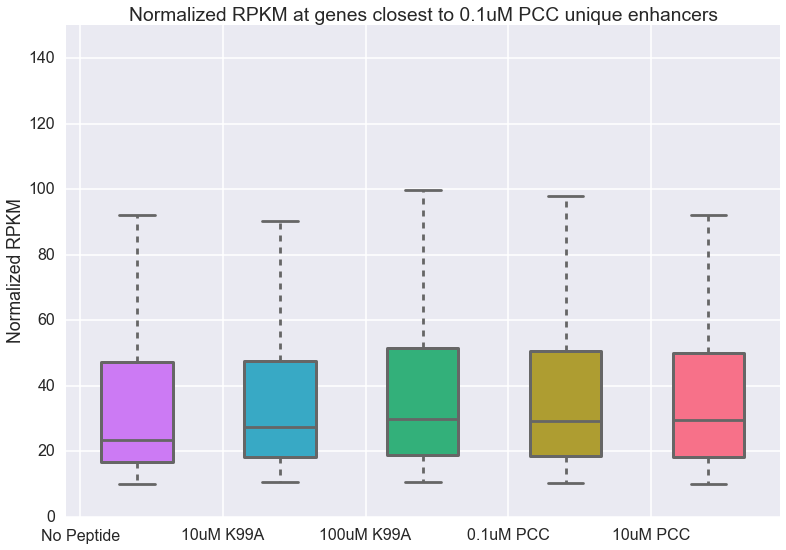 Normalized RPKM at genes closest to 0.1uM PCC unique enhancers
Normalized RPKM
140
120
100
80
60
40
20
0
No Peptide
10uM K99A
100uM K99A
0.1uM PCC
10uM PCC